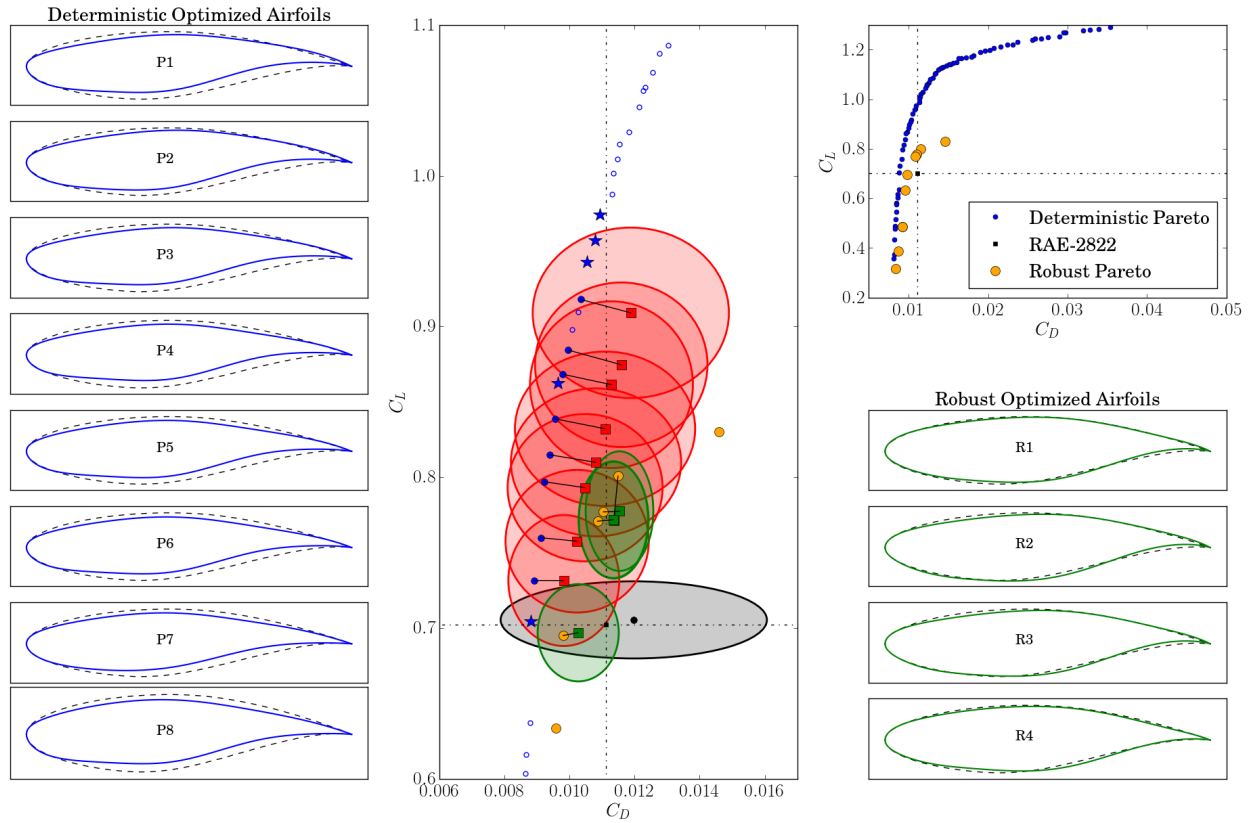 Deterministic Optimized Airfoils
P1
P2
P3
P4
P5
P6
P7
P8
1.1
1.0
0.9
0.8
0.7
0.6
C_L
0.006
0.008
0.010
0.012
0.014
0.016
C_D
1.2
1.0
0.8
0.6
0.4
0.2
C_L
Deterministic Pareto
RAE-2822
Robust Pareto
0.01
0.02
0.03
0.04
0.05
C_D
Robust Optimized Airfoils
R1
R2
R3
R4